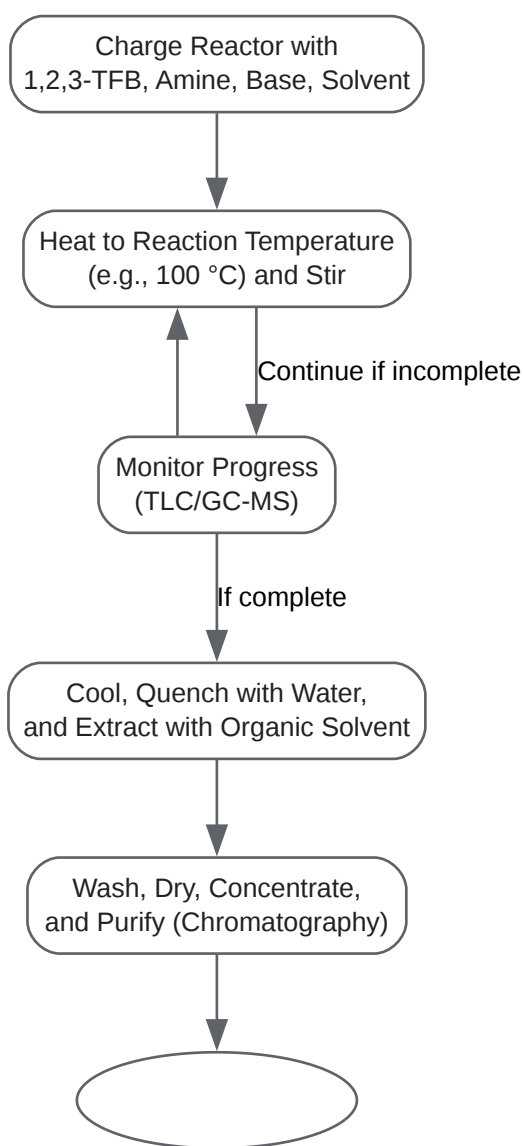 Charge Reactor with
1,2,3-TFB, Amine, Base, Solvent
Heat to Reaction Temperature
(e.g., 100 °C) and Stir
Continue if incomplete
Monitor Progress
(TLC/GC-MS)
If complete
Cool, Quench with Water,
and Extract with Organic Solvent
Wash, Dry, Concentrate,
and Purify (Chromatography)